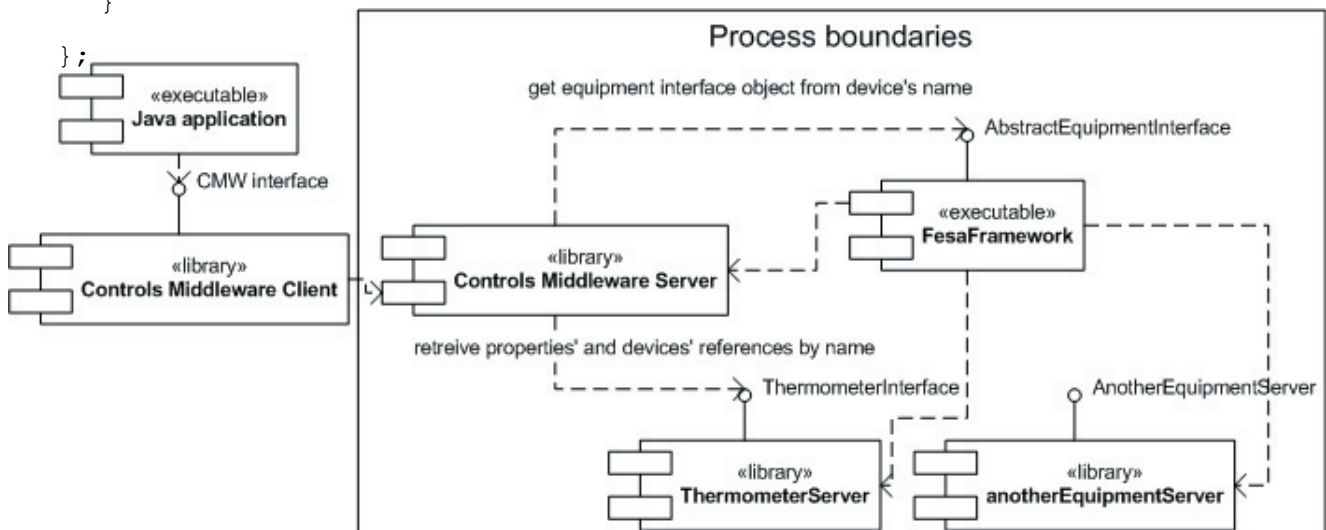 }
};
Process boundaries
get equipment interface object from device's name
«executable»
Java application
AbstractEquipmentInterface
CMW interface
«executable»
FesaFramework
«library»
Controls Middleware Client
«library»
Controls Middleware Server
retreive properties' and devices' references by name
ThermometerInterface
AnotherEquipmentServer
«library»
ThermometerServer
«library»
anotherEquipmentServer